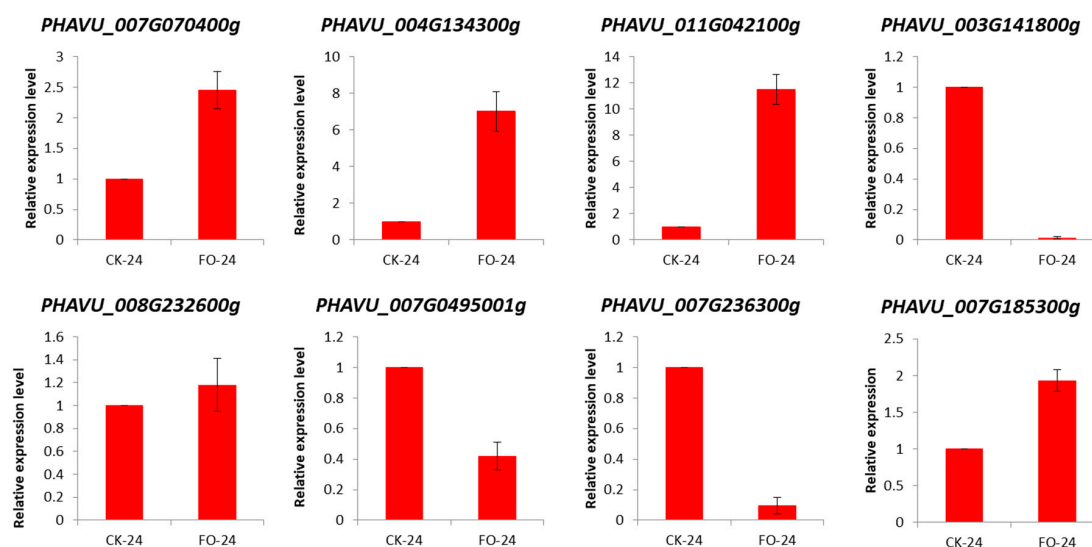 PHAVU_007G070400g
Relative expression level
3
2.5
2
1.5
1
0.5
0
CK-24
FO-24
PHAVU_004G134300g
Relative expression level
10
8
6
4
2
0
CK-24
FO-24
PHAVU_011G042100g
Relative expression level
14
12
10
8
6
4
2
0
CK-24
FO-24
PHAVU_003G141800g
Relative expression level
1.2
1
0.8
0.6
0.4
0.2
0
CK-24
FO-24
PHAVU_008G232600g
Relative expression level
1.6
1.4
1.2
1
0.8
0.6
0.4
0.2
0
CK-24
FO-24
PHAVU_007G0495001g
Relative expression level
1.2
1
0.8
0.6
0.4
0.2
0
CK-24
FO-24
PHAVU_007G236300g
Relative expression level
1.2
1
0.8
0.6
0.4
0.2
0
CK-24
FO-24
PHAVU_007G185300g
Relative expression
2.5
2
1.5
1
0.5
0
CK-24
FO-24